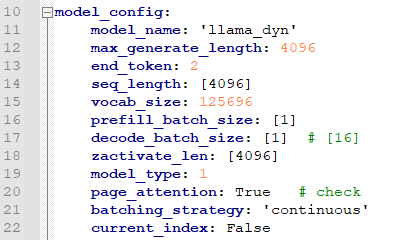 10 model_config:
11     model_name: 'llama_dyn'
12     max_generate_length: 4096
13     end_token: 2
14     seq_length: [4096]
15     vocab_size: 125696
16     prefill_batch_size: [1]
17     decode_batch_size: [1]  # [16]
18     zactivate_len: [4096]
19     model_type: 1
20     page_attention: True   # check
21     batching_strategy: 'continuous'
22     current_index: False